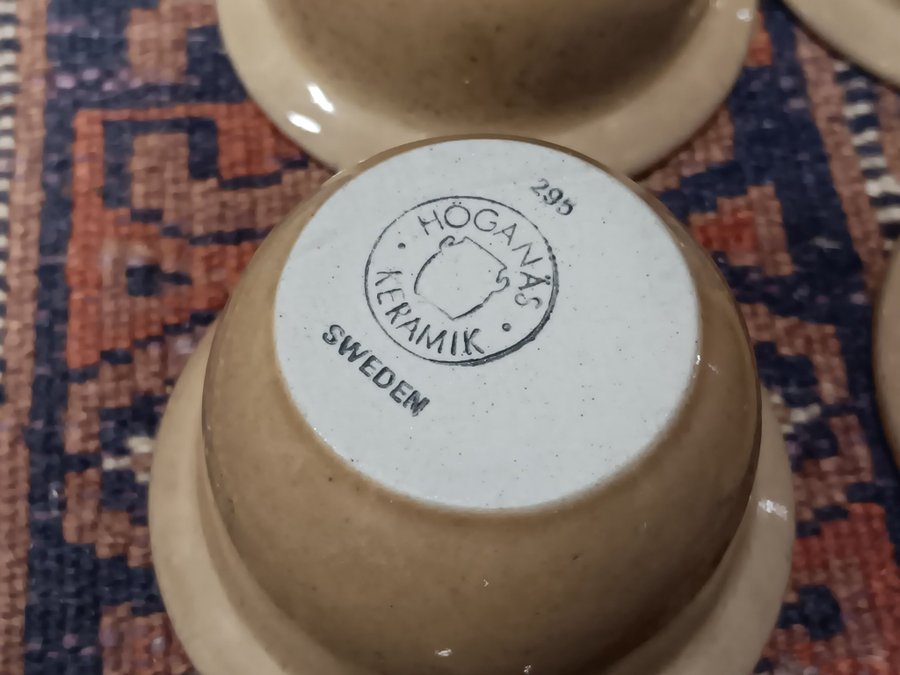 295
HÖGANÄS
KERAMIK
SWEDEN